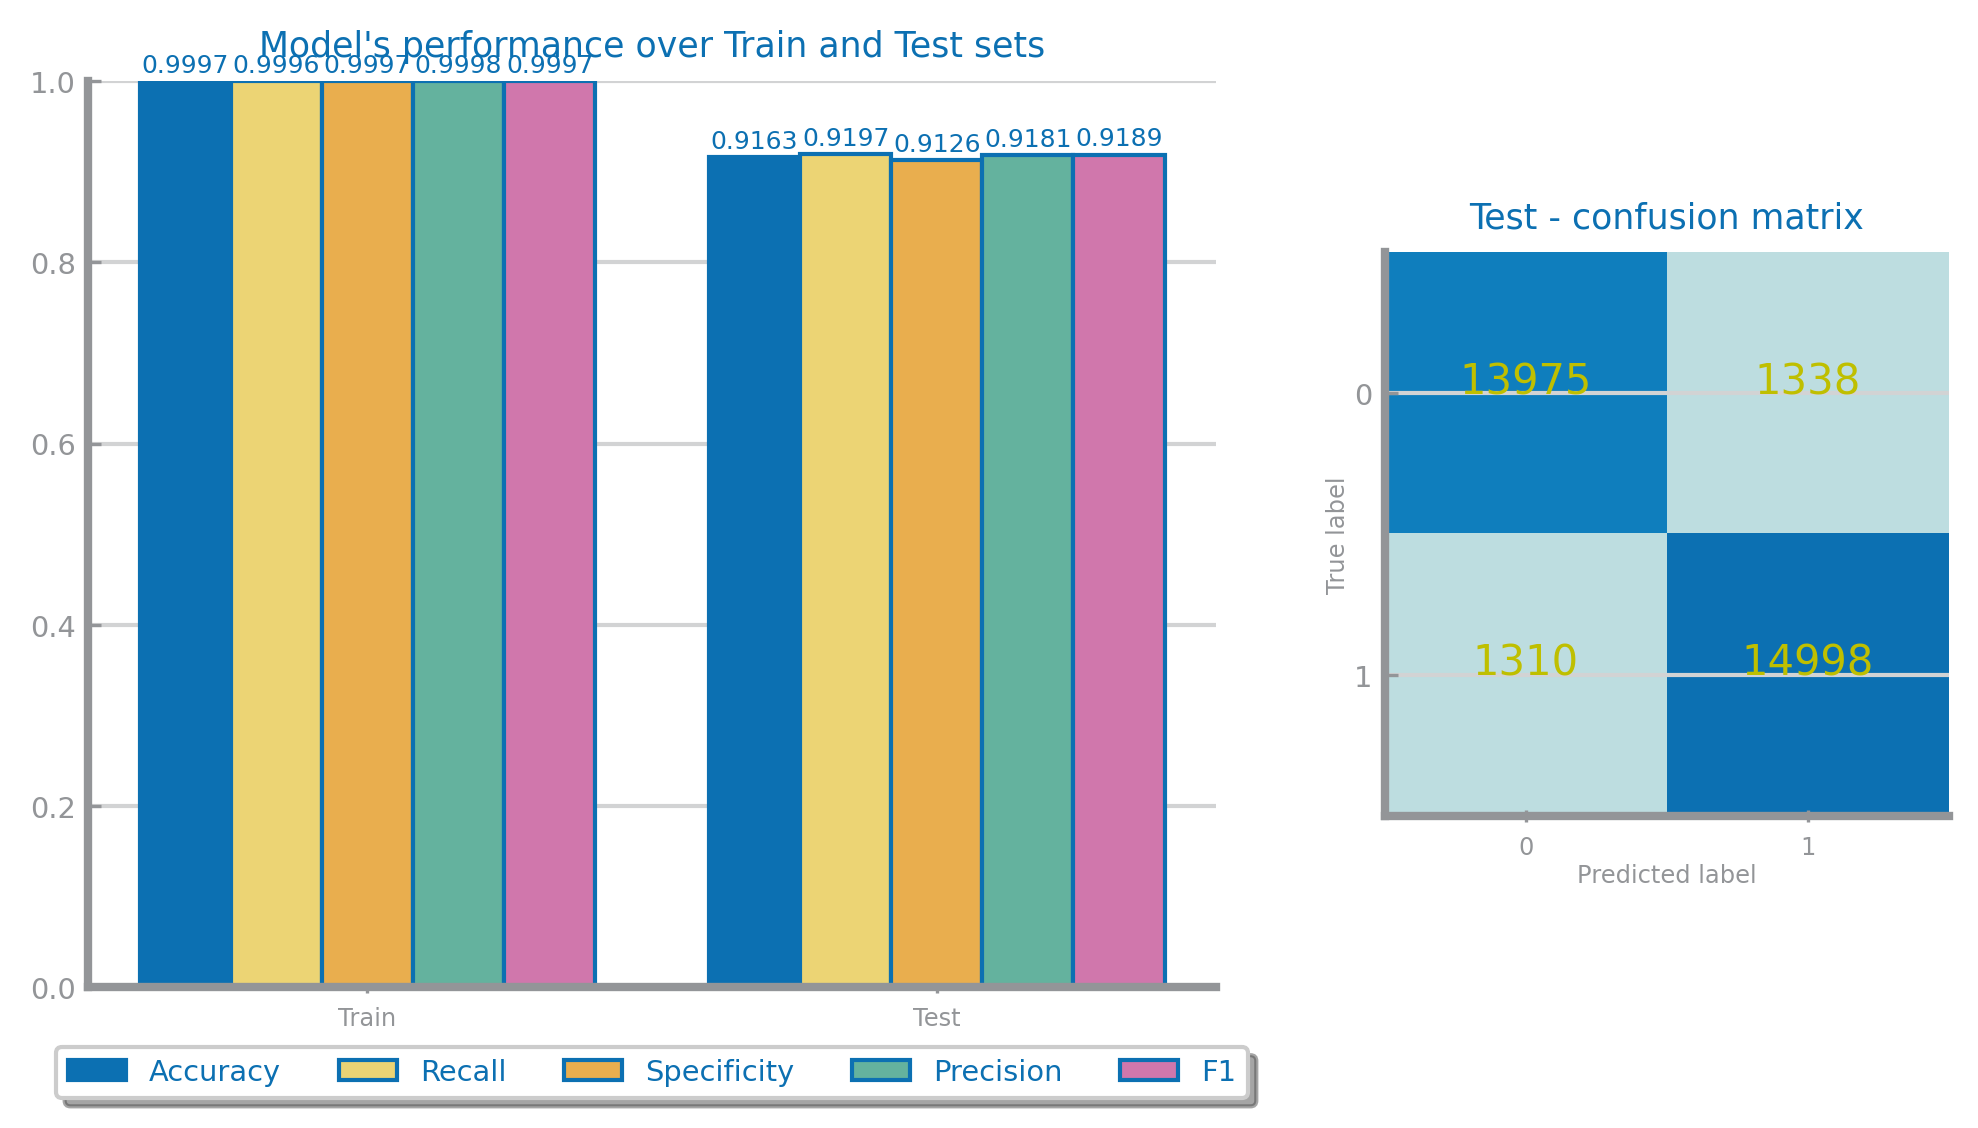 Model's performance over Train and Test sets
0.9997 0.9996 0.9997 0.9998 0.9997
0.9163 0.9197 0.9126 0.9181 0.9189
1.0
0.8
0.6
0.4
0.2
0.0
Train Test
Accuracy Recall Specificity Precision F1
Test - confusion matrix
True label
0 13975 1338
1 1310 14998
0 1
Predicted label